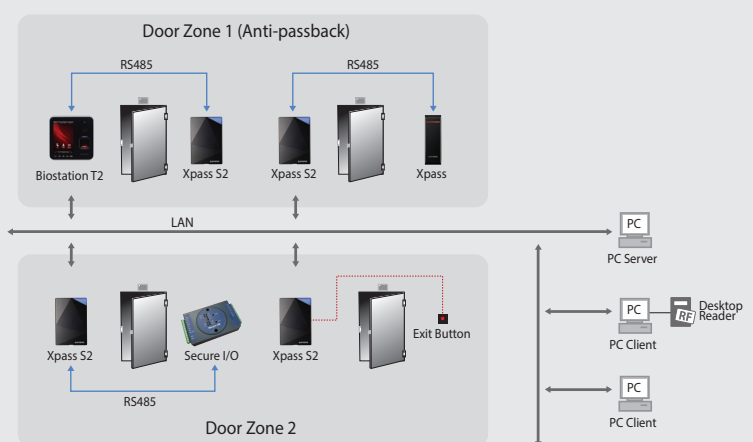 Door Zone 1 (Anti-passback)
RS485
RS485
Biostation T2
Xpass S2
Xpass S2
Xpass
LAN
PC
PC Server
Xpass S2
Secure I/O
Xpass S2
Exit Button
RS485
Door Zone 2
PC
RF
Desktop
Reader
PC Client
PC
PC Client